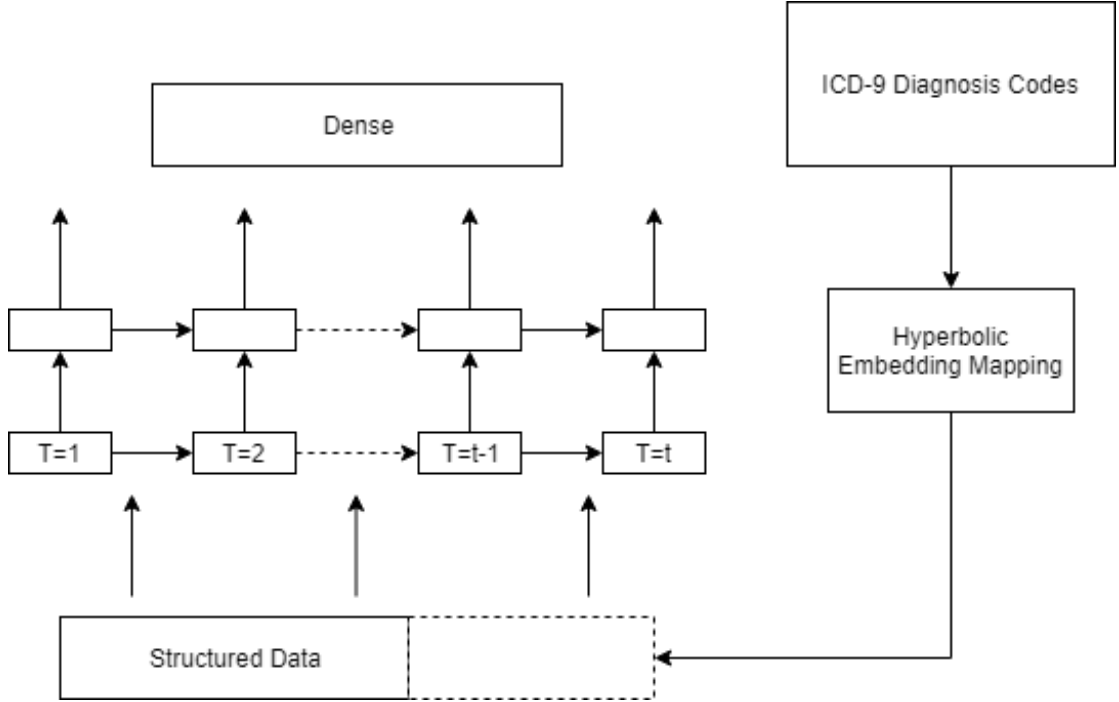 ICD-9 Diagnosis Codes
Dense
Hyperbolic
Embedding Mapping
T=1
T=2
T=t-1
T=t
Structured Data